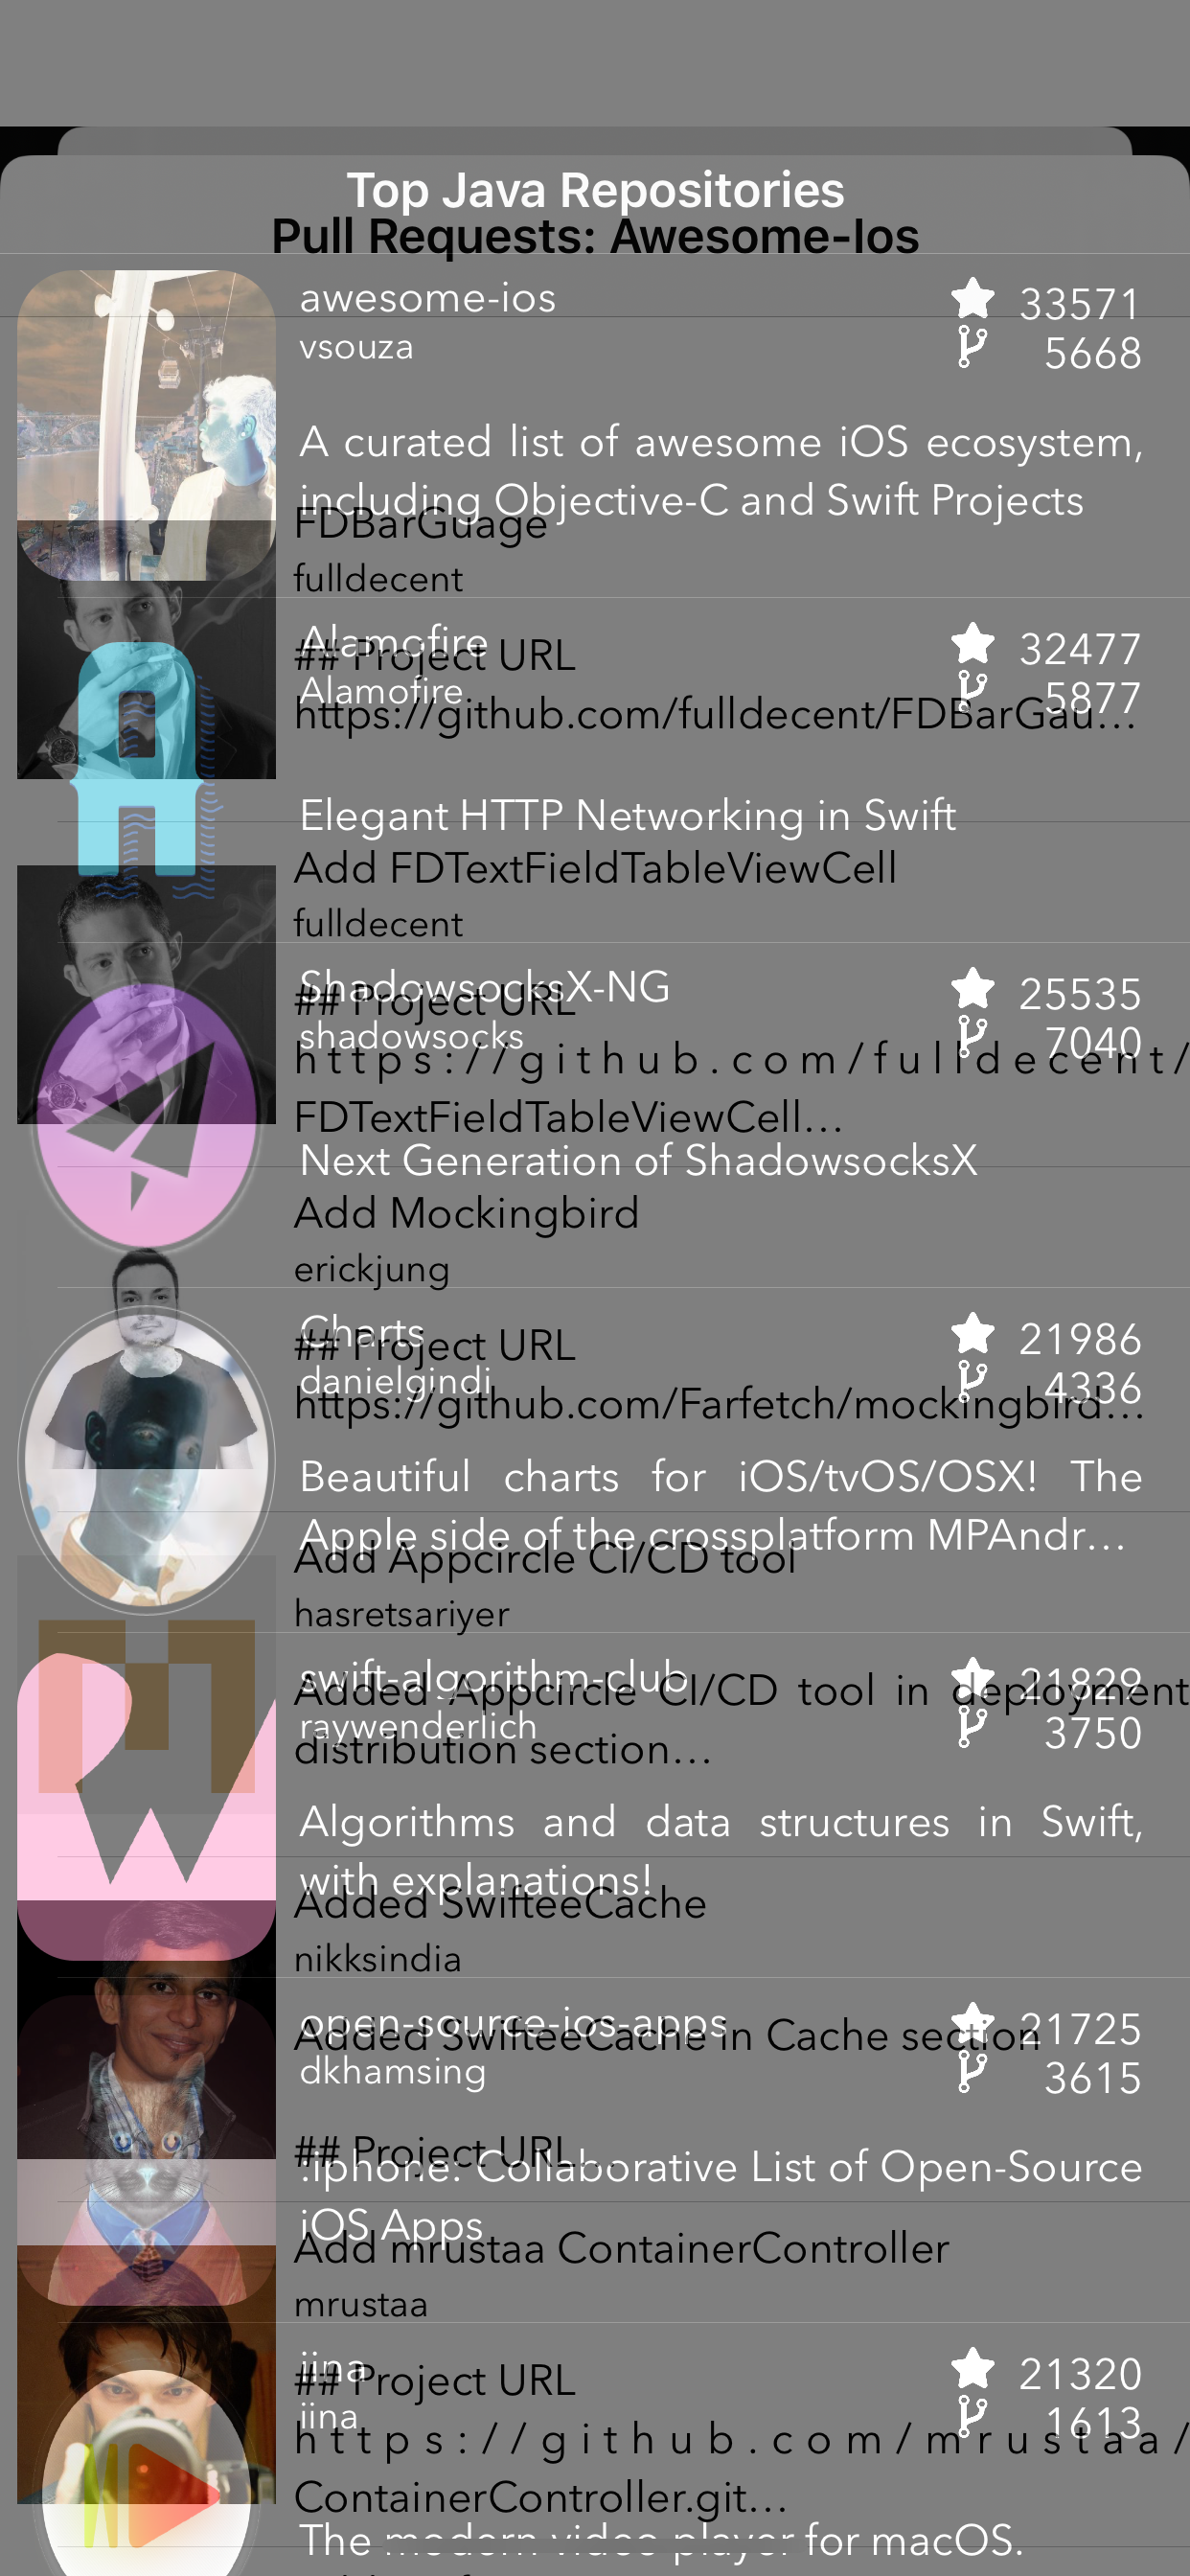 Top Java Repositories
Pull Requests: Awesome-Ios
awesome-ios
33571
vsouza
5668
A curated list of awesome iOS ecosystem,
including Objective-C and Swift Projects
FDBarGuage
fulldecent
Alamofire
32477
## Project URL
Alamofire
5877
https://github.com/fulldecent/FDBarGau...
Elegant HTTP Networking in Swift
Add FDTextFieldTableViewCell
fulldecent
ShadowsocksX-NG
25535
## Project URL
shadowsocks
7040
https://github.com/fulldecent/
FDTextFieldTableViewCell...
Next Generation of ShadowsocksX
Add Mockingbird
erickjung
Charts
21986
## Project URL
danielgindi
4336
https://github.com/Farfetch/mockingbird...
Beautiful charts for iOS/tvOS/OSX! The
Apple side of the crossplatform MPAndr...
Add Appcircle CI/CD tool
hasretsariyer
swift-algorithm-club
21829
Added Appcircle CI/CD tool in deployment
raywenderlich
3750
distribution section...
Algorithms and data structures in Swift,
with explanations!
Added SwifteeCache
nikksindia
open-source-ios-apps
21725
Added SwifteeCache in Cache section
dkhamsing
3615
## Project URL...
:iphone: Collaborative List of Open-Source
iOS Apps
Add mrustaa ContainerController
mrustaa
iina
21320
## Project URL
iina
1613
https://github.com/mrustaa/
ContainerController.git...
The modern video player for macOS.